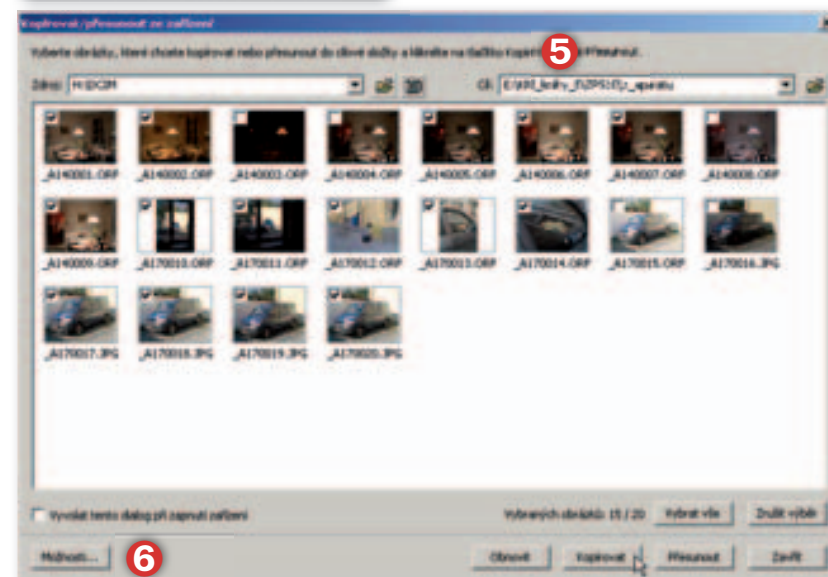 Kopírovat/přesunout ze zařízení
Vyberte obrázky, které chcete kopírovat nebo přesunout do cílové složky a klikněte na tlačítko Kopírovat Přesunout.
5
Zdroj: H:\DCIM
Cíl:
_A140001.ORF _A140002.ORF _A140003.ORF _A140004.ORF _A140005.ORF _A140006.ORF _A140007.ORF _A140008.ORF
_A140009.ORF _A170010.ORF _A170011.ORF _A170012.ORF _A170013.ORF _A170014.ORF _A170015.ORF _A170016.JPG
_A170017.JPG _A170018.JPG _A170019.JPG _A170020.JPG
Vyvolat tento dialog při zapnutí zařízení
Vybraných obrázků: 15 / 20 Vybrat vše Zrušit výběr
Možnosti... 6 Obnovit Kopírovat Přesunout Zavřít